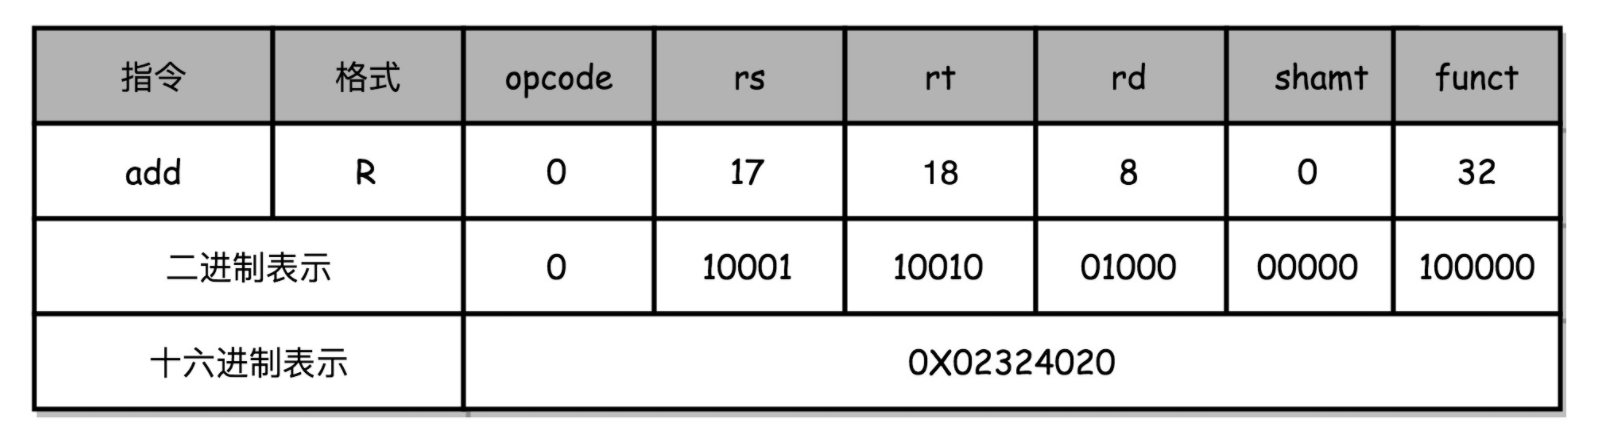 指令 格式 opcode rs rt rd shamt funct
add R 0 17 18 8 0 32
二进制表示 0 10001 10010 01000 00000 100000
十六进制表示 0X02324020